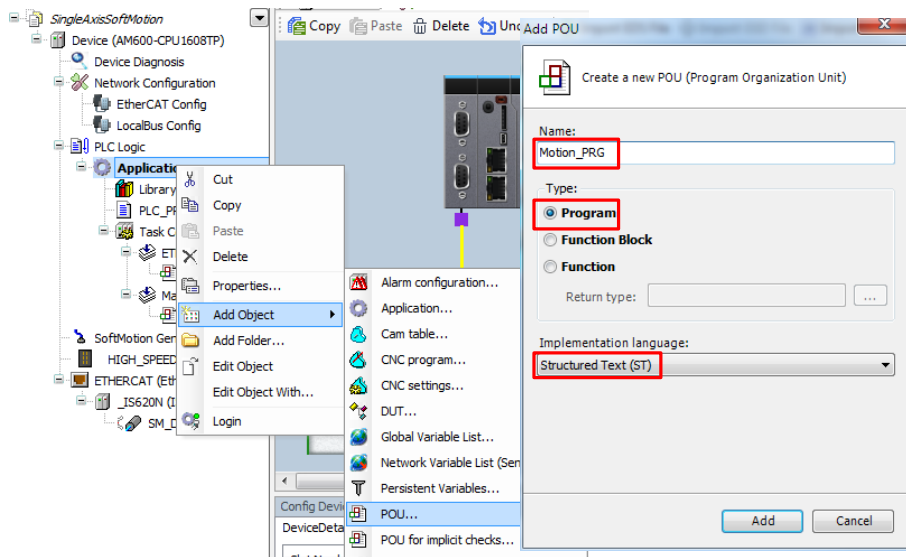 SingleAxisSoftMotion
Device (AM600-CPU1608TP)
Device Diagnosis
Network Configuration
EtherCAT Config
LocalBus Config
PLC Logic
Library
PLC_PR
Task C
ETH
Ma
SoftMotion Gen
HIGH_SPEED
ETHERCAT (Eth
_IS620N (I
SM_D
Copy Paste Delete
Cut
Copy
Paste
Delete
Properties...
Add Object
Add Folder...
Edit Object
Edit Object With...
Login
Alarm configuration...
Application...
Cam table...
CNC program...
CNC settings...
DUT...
Global Variable List...
Network Variable List (Sen
Persistent Variables...
POU...
POU for implicit checks...
Config Devi
DeviceDeta
Add POU
Create a new POU (Program Organization Unit)
Name:
Motion_PRG
Type:
Program
Function Block
Function
Return type:
...
Implementation language:
Structured Text (ST)
Add Cancel